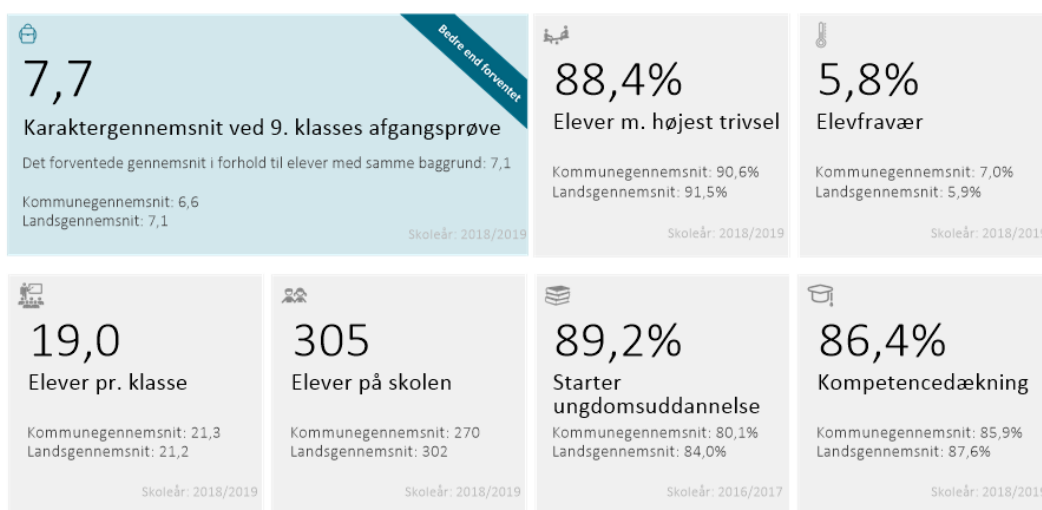 Bedre end forventet
7,7
Karaktergennemsnit ved 9. klasses afgangsprøve
Det forventede gennemsnit i forhold til elever med samme baggrund: 7,1
Kommunegennemsnit: 6,6
Landsgennemsnit: 7,1
Skoleår: 2018/2019
88,4%
Elever m. højest trivsel
Kommunegennemsnit: 90,6%
Landsgennemsnit: 91,5%
Skoleår: 2018/2019
5,8%
Elevfravær
Kommunegennemsnit: 7,0%
Landsgennemsnit: 5,9%
Skoleår: 2018/2019
19,0
Elever pr. klasse
Kommunegennemsnit: 21,3
Landsgennemsnit: 21,2
Skoleår: 2018/2019
305
Elever på skolen
Kommunegennemsnit: 270
Landsgennemsnit: 302
Skoleår: 2018/2019
89,2%
Starter
ungdomsuddannelse
Kommunegennemsnit: 80,1%
Landsgennemsnit: 84,0%
Skoleår: 2016/2017
86,4%
Kompetencedækning
Kommunegennemsnit: 85,9%
Landsgennemsnit: 87,6%
Skoleår: 2018/2019